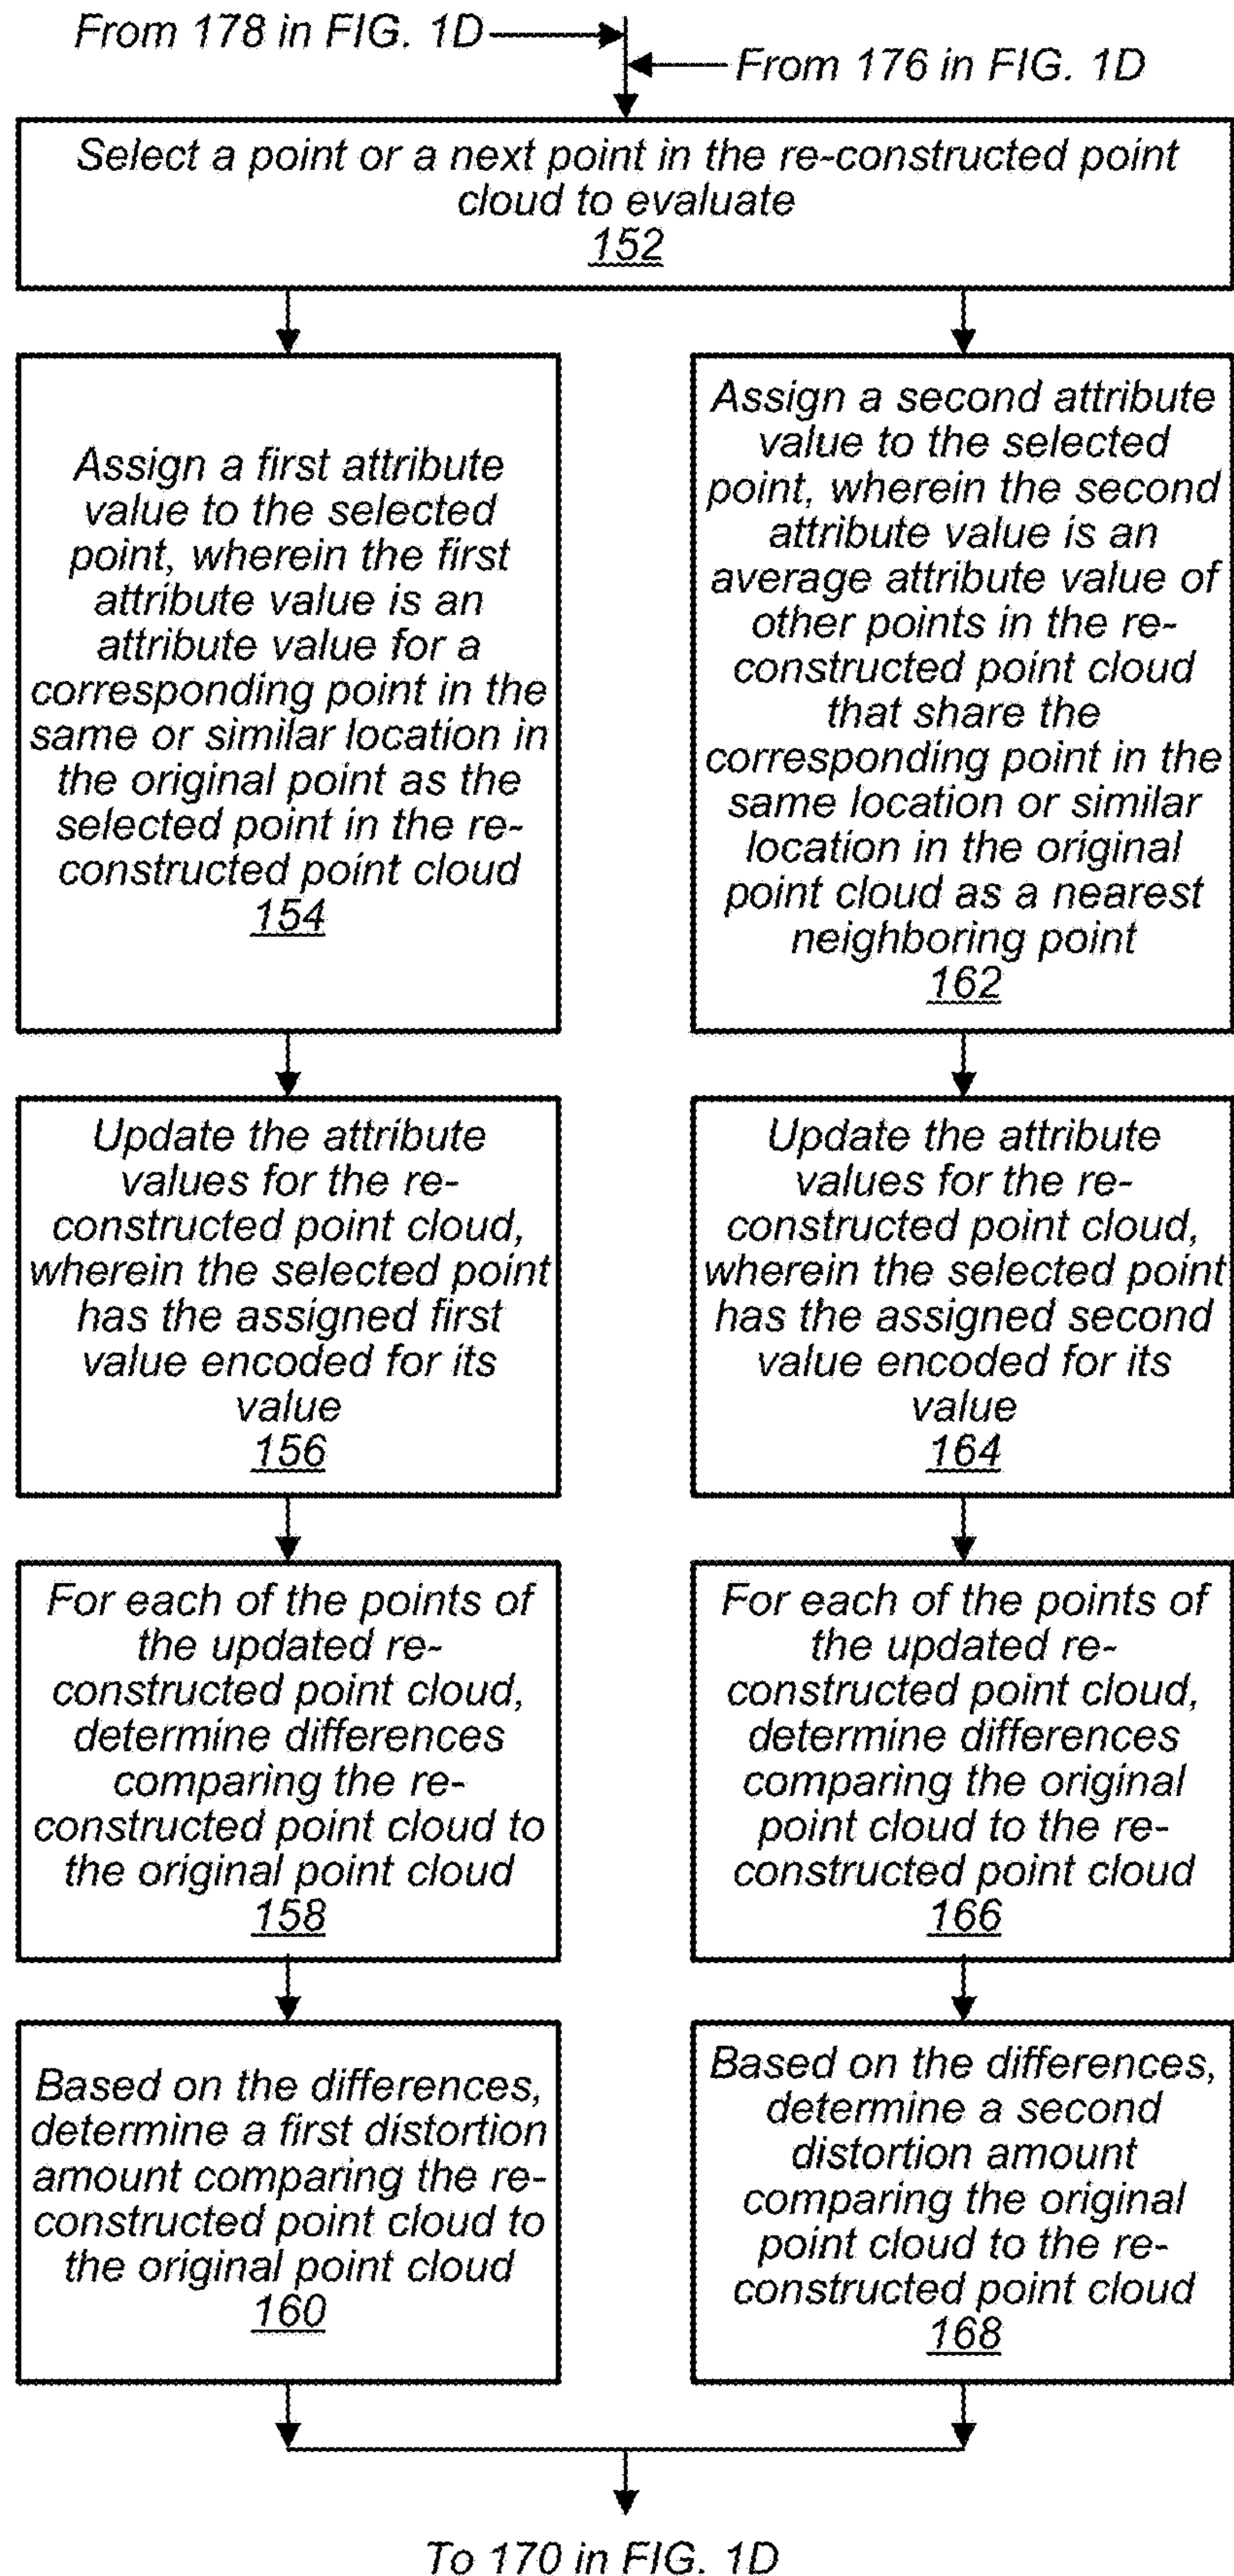 From 178 in FIG. 1D
From 176 in FIG. 1D
Select a point or a next point in the re-constructed point
cloud to evaluate
152
Assign a first attribute
value to the selected
point, wherein the first
attribute value is an
attribute value for a
corresponding point in the
same or similar location in
the original point as the
selected point in the re-
constructed point cloud
154
Update the attribute
values for the re-
constructed point cloud,
wherein the selected point
has the assigned first
value encoded for its
value
156
For each of the points of
the updated re-
constructed point cloud,
determine differences
comparing the re-
constructed point cloud to
the original point cloud
158
Based on the differences,
determine a first distortion
amount comparing the re-
constructed point cloud to
the original point cloud
160
Assign a second attribute
value to the selected
point, wherein the second
attribute value is an
average attribute value of
other points in the re-
constructed point cloud
that share the
corresponding point in the
same location or similar
location in the original
point cloud as a nearest
neighboring point
162
Update the attribute
values for the re-
constructed point cloud,
wherein the selected point
has the assigned second
value encoded for its
value
164
For each of the points of
the updated re-
constructed point cloud,
determine differences
comparing the original
point cloud to the re-
constructed point cloud
166
Based on the differences,
determine a second
distortion amount
comparing the original
point cloud to the re-
constructed point cloud
168
To 170 in FIG. 1D